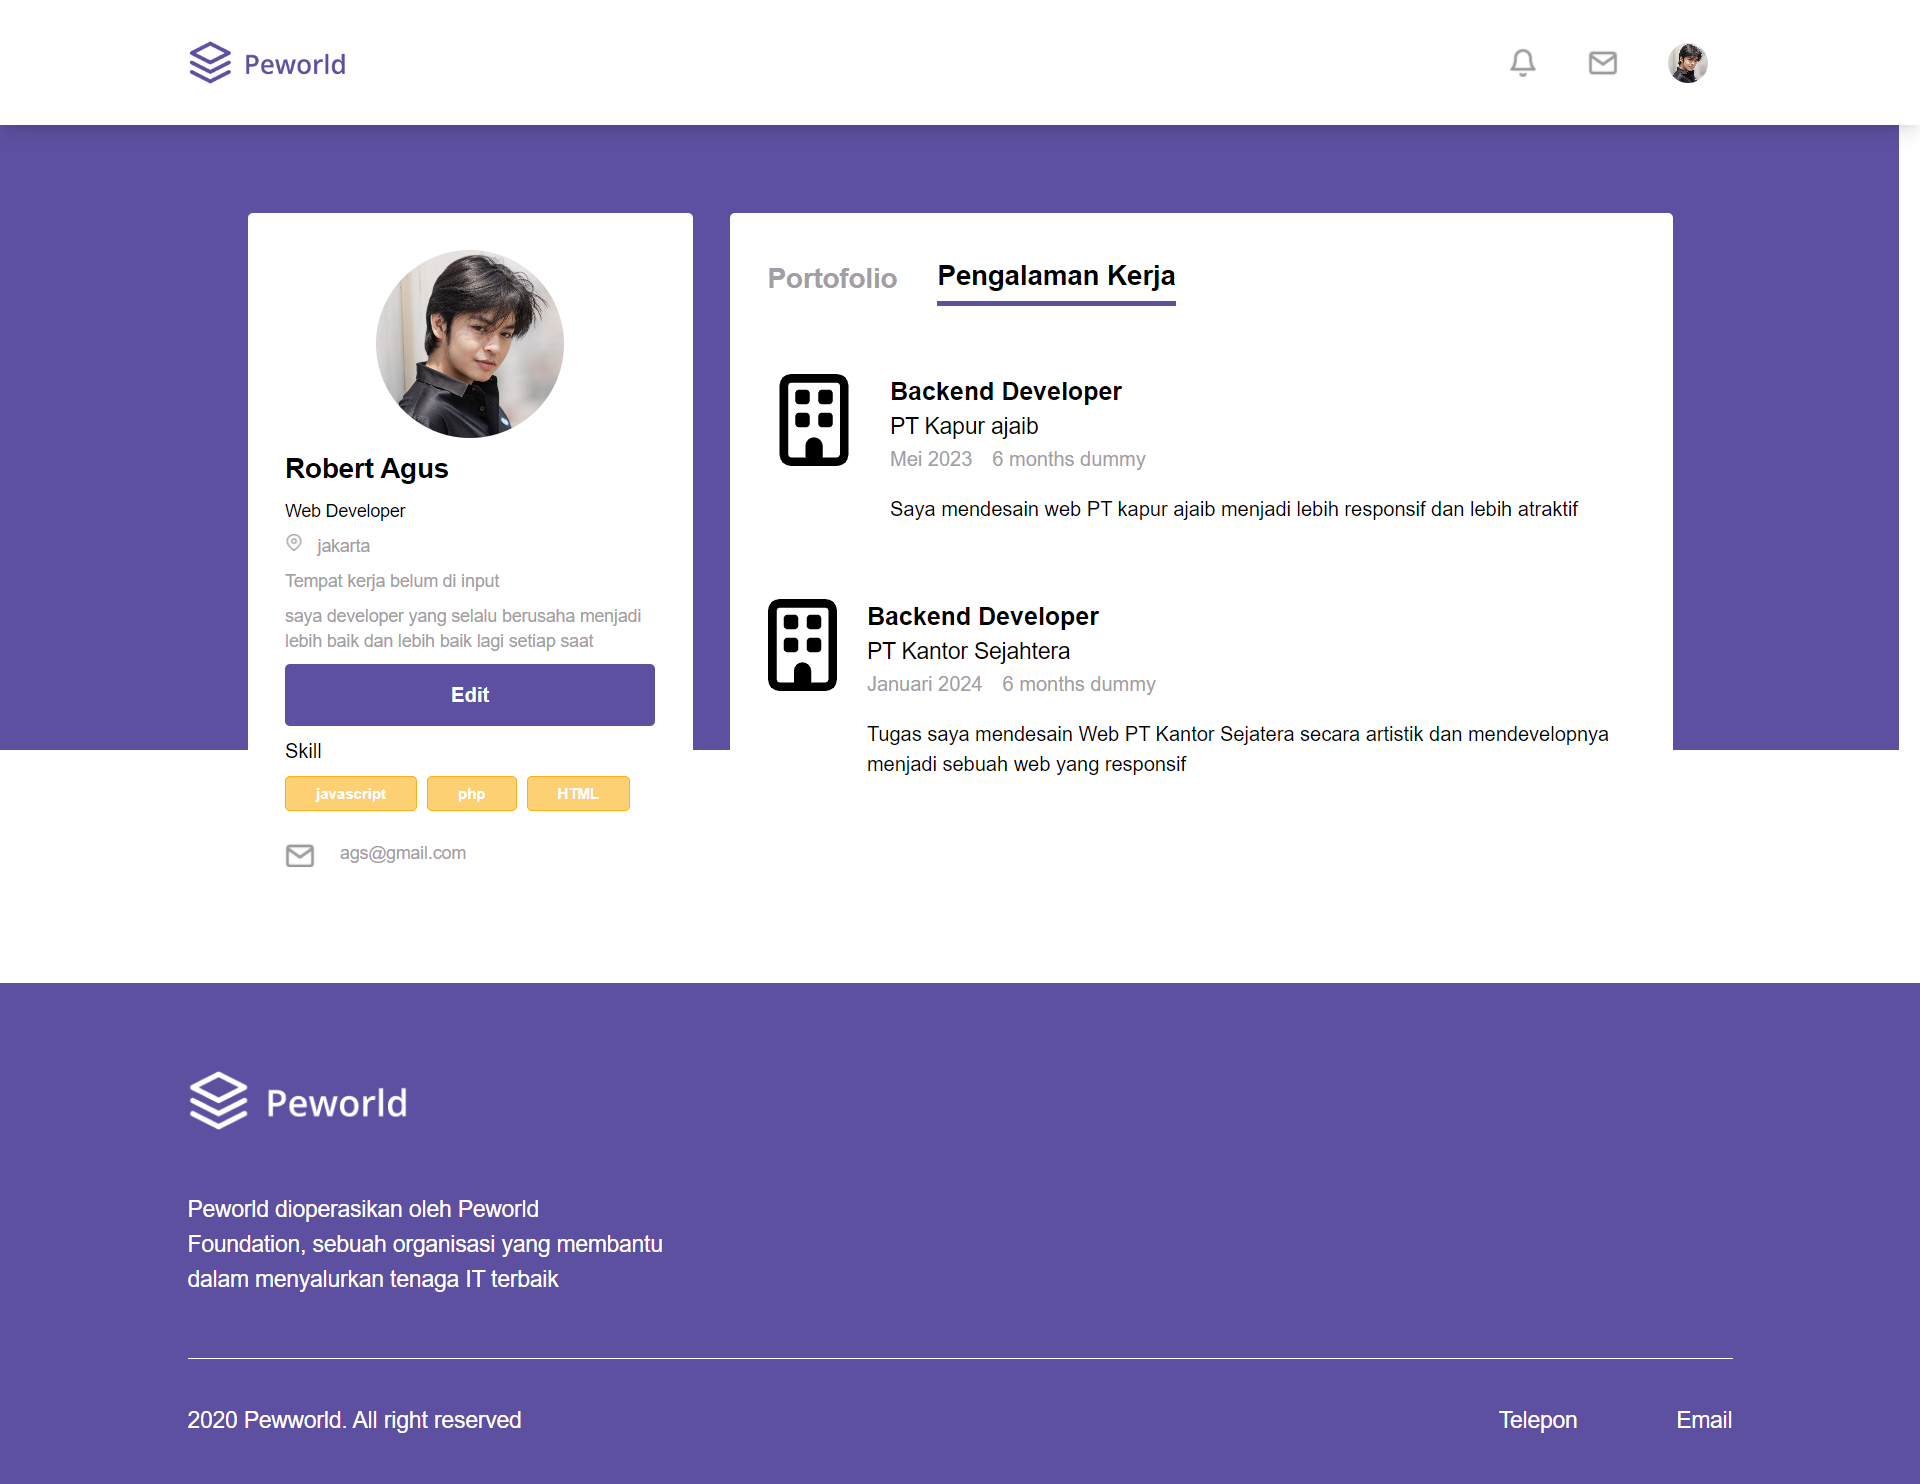 Peworld
Robert Agus
Web Developer
jakarta
Tempat kerja belum di input
saya developer yang selalu berusaha menjadi
lebih baik dan lebih baik lagi setiap saat
Edit
Skill
javascript php HTML
ags@gmail.com
Portofolio Pengalaman Kerja
Backend Developer
PT Kapur ajaib
Mei 2023 6 months dummy
Saya mendesain web PT kapur ajaib menjadi lebih responsif dan lebih atraktif
Backend Developer
PT Kantor Sejahtera
Januari 2024 6 months dummy
Tugas saya mendesain Web PT Kantor Sejatera secara artistik dan mendevelopnya
menjadi sebuah web yang responsif
Peworld
Peworld dioperasikan oleh Peworld
Foundation, sebuah organisasi yang membantu
dalam menyalurkan tenaga IT terbaik
2020 Pewworld. All right reserved
Telepon Email